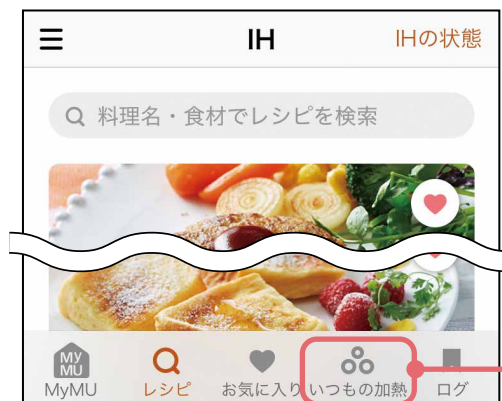 IH
IHの状態
料理名・食材でレシピを検索
MY
MU
MyMU
レシピ
お気に入り
いつもの加熱
ログ